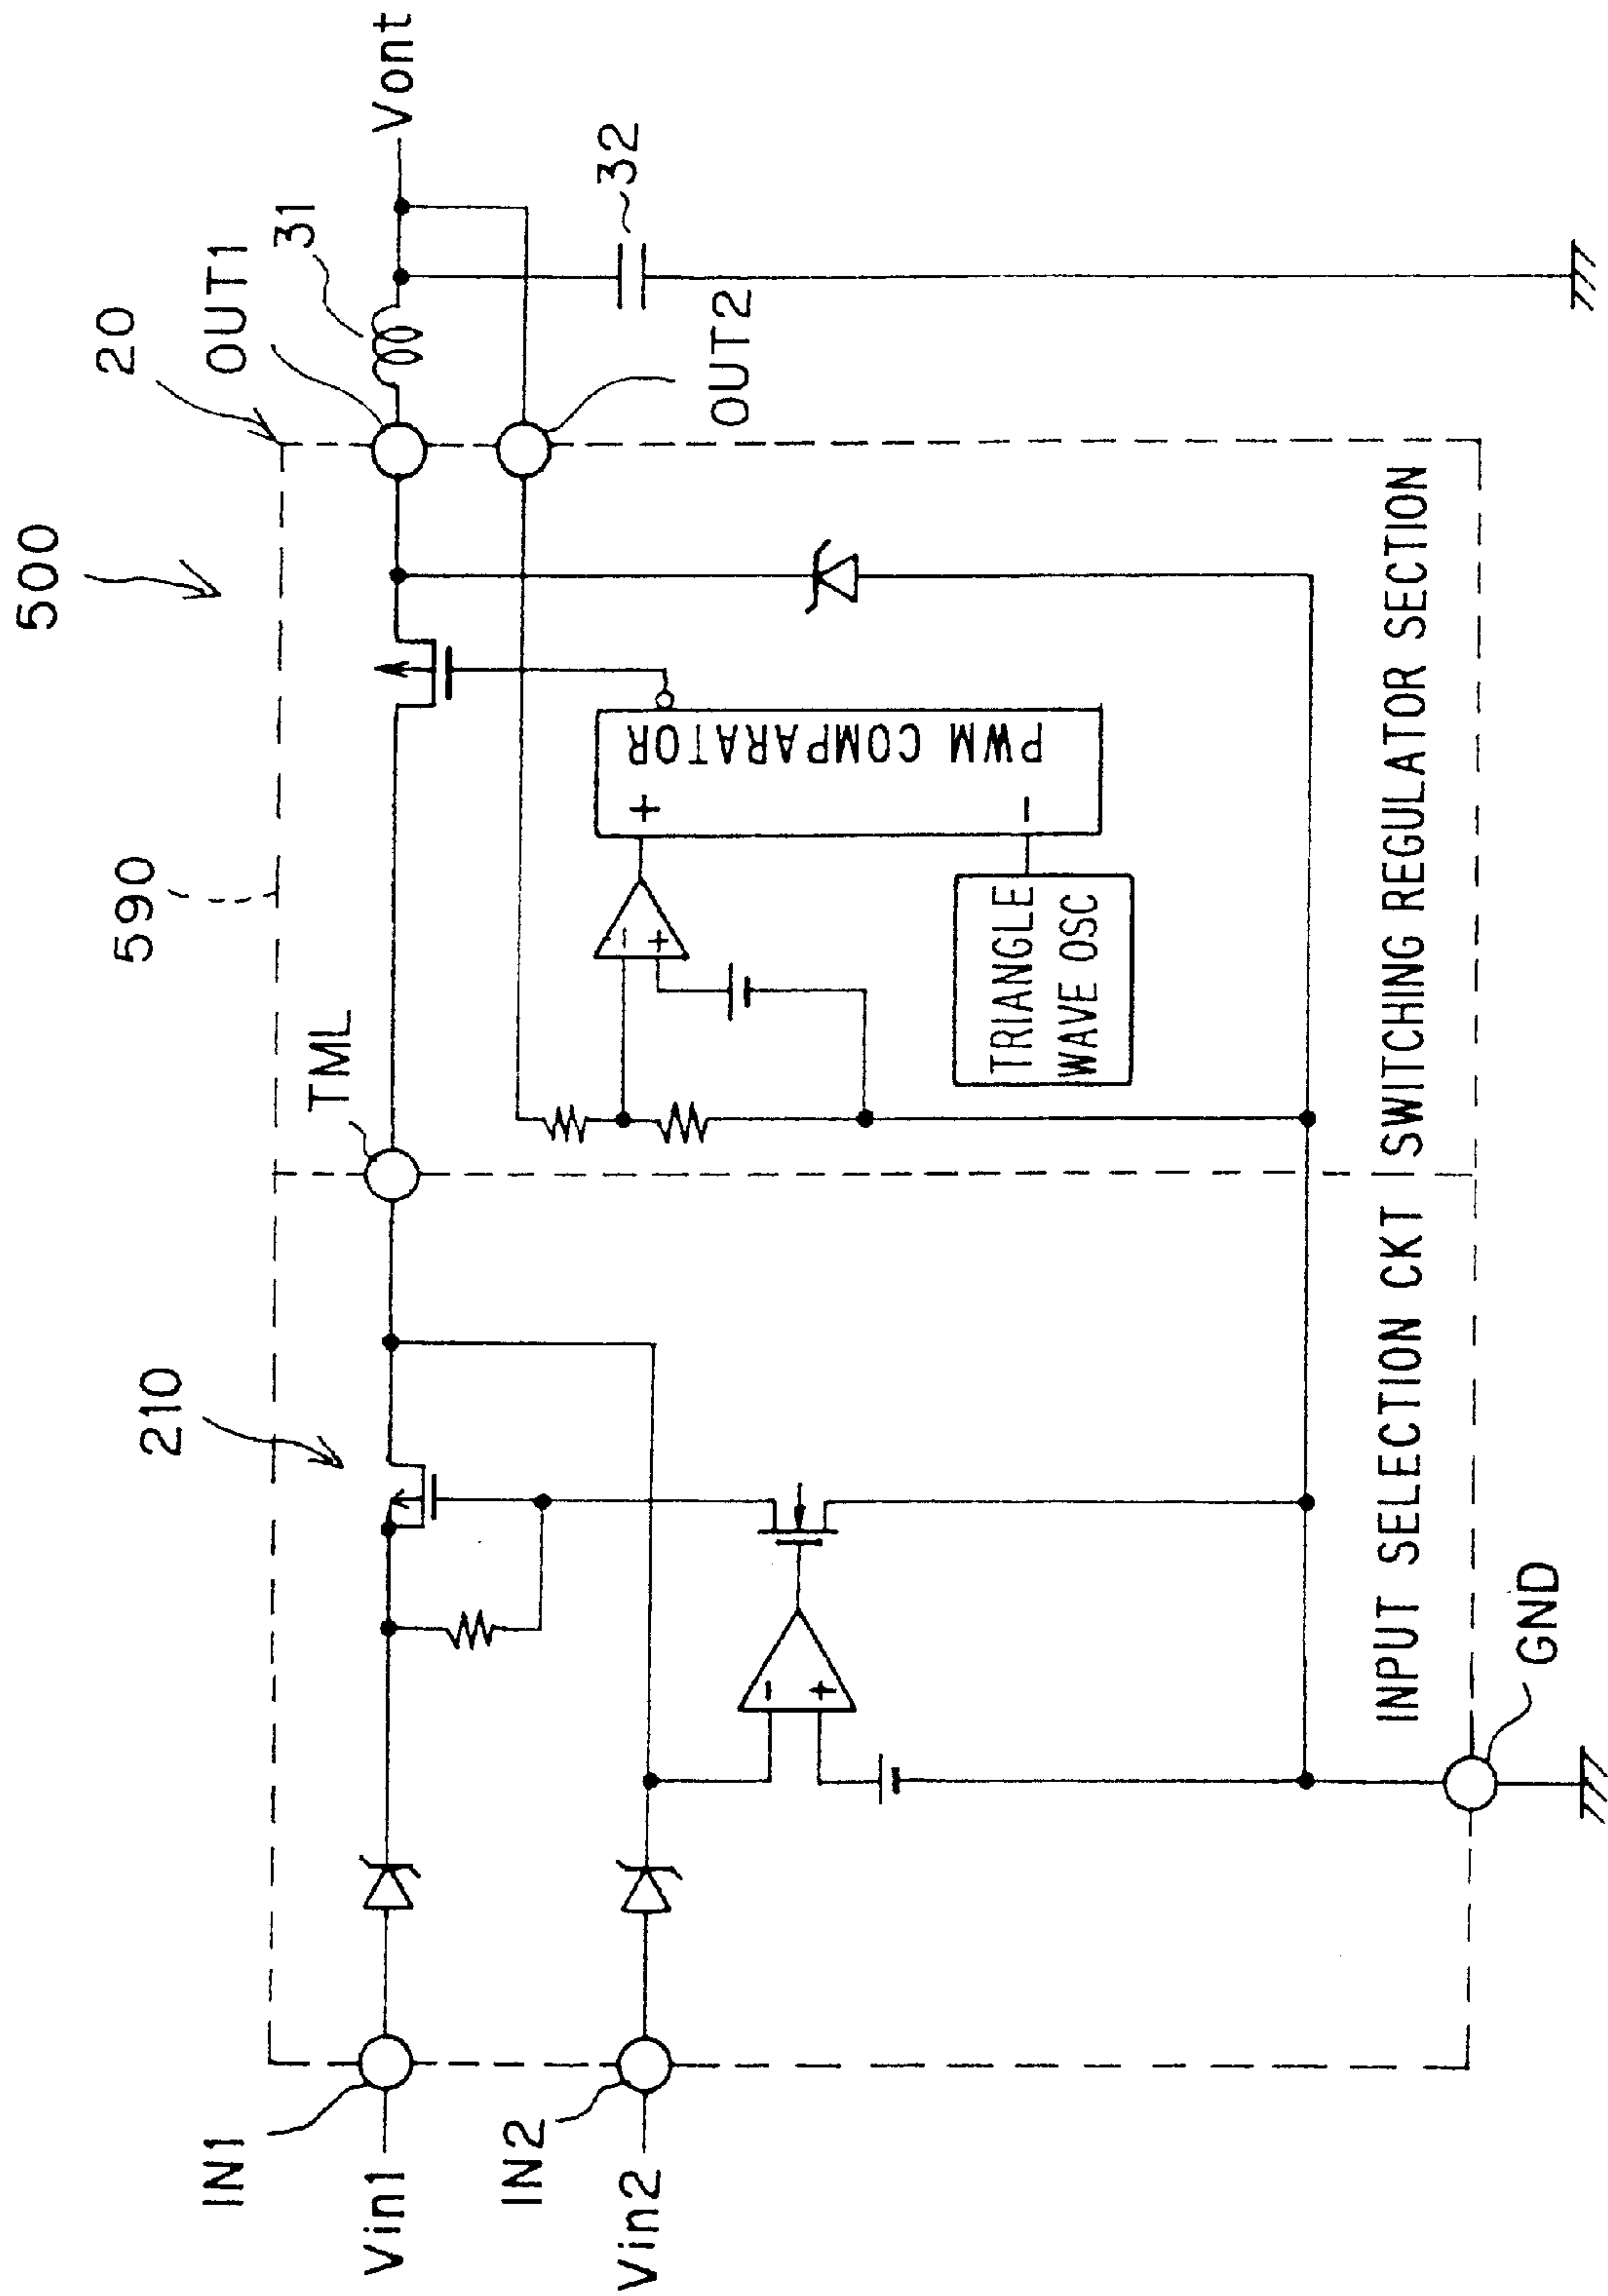 500
20
OUT1
31
Vont
590
TML
32
OUT2
210
PWM COMPARATOR
+
-
-
+
TRIANGLE
WAVE OSC
IN1
Vin1
IN2
Vin2
-
+
INPUT SELECTION CKT
SWITCHING REGULATOR SECTION
GND